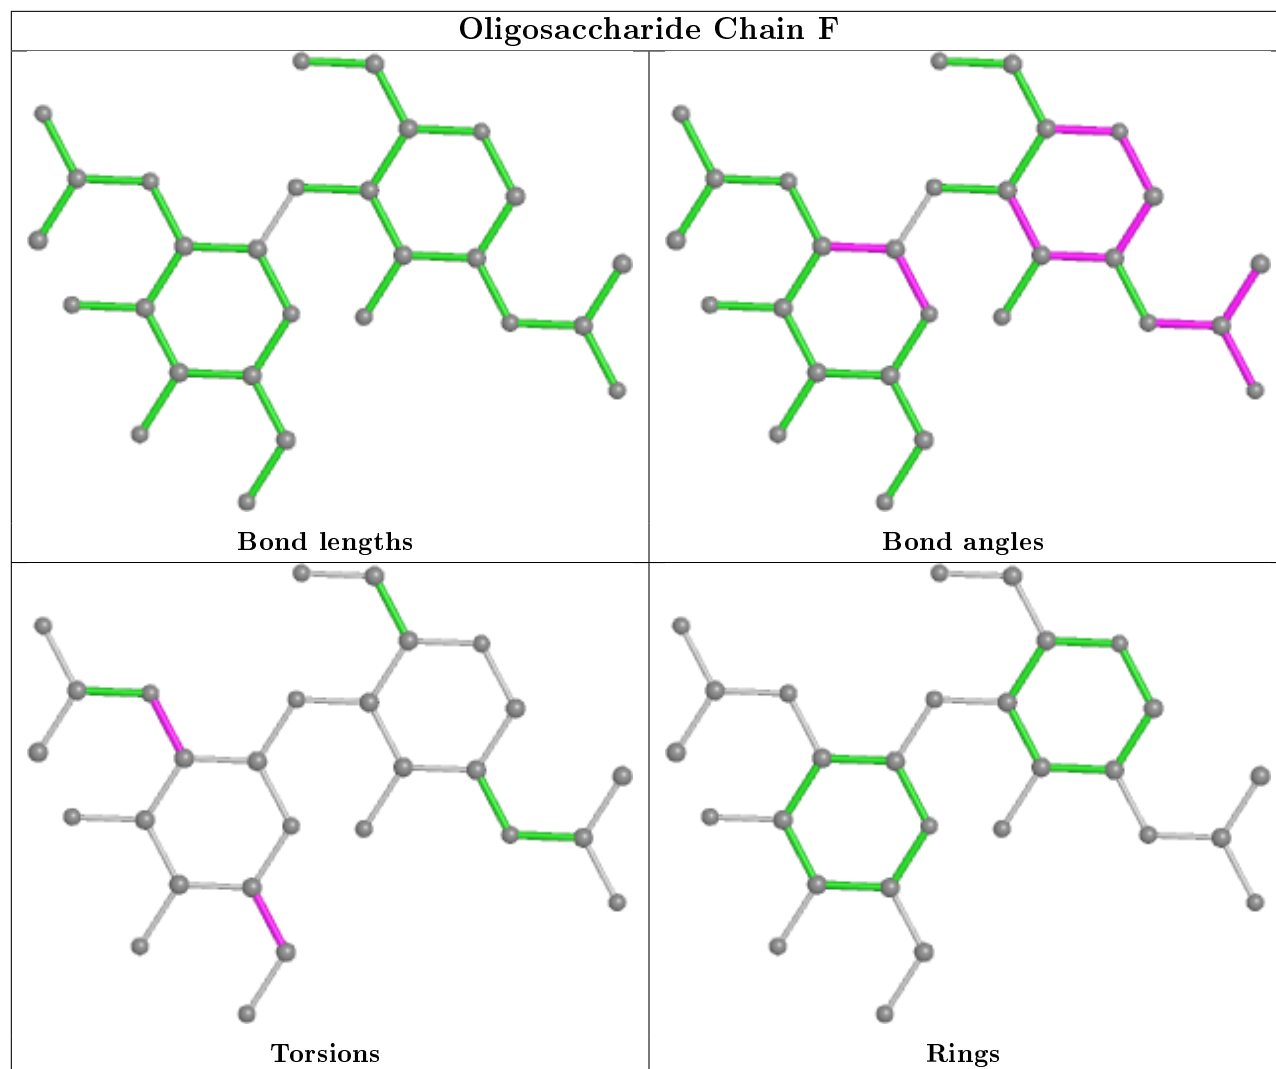 Oligosaccharide Chain F
Bond lengths
Bond angles
Torsions
Rings